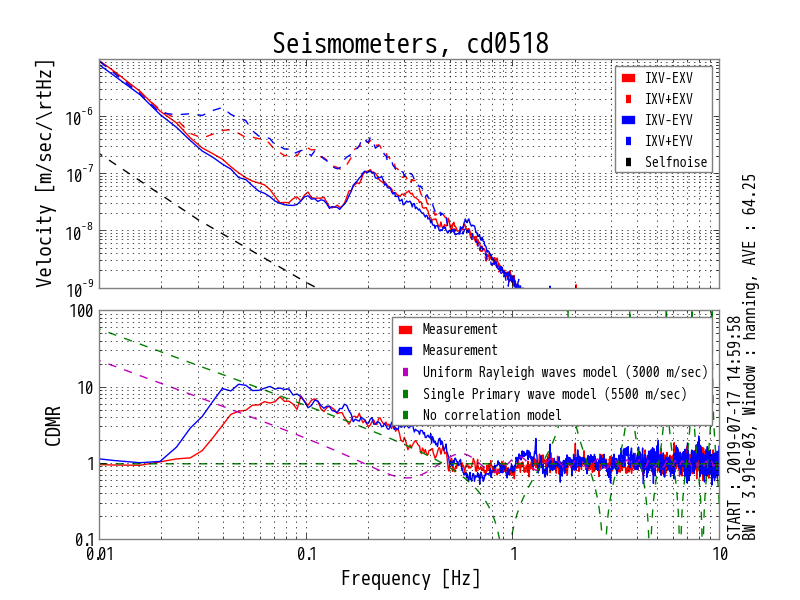 Seismometers, cd0518
Velocity [m/sec/\rtHz]
10^-6
10^-7
10^-8
10^-9
IXV-EXV
IXV+EXV
IXV-EYV
IXV+EYV
Selfnoise
CDMR
100
10
1
0.1
Measurement
Measurement
Uniform Rayleigh waves model (3000 m/sec)
Single Primary wave model (5500 m/sec)
No correlation model
0.01
0.1
1
10
Frequency [Hz]
START : 2019-07-17 14:59:58
BW : 3.91e-03, Window : hanning, AVE : 64.25